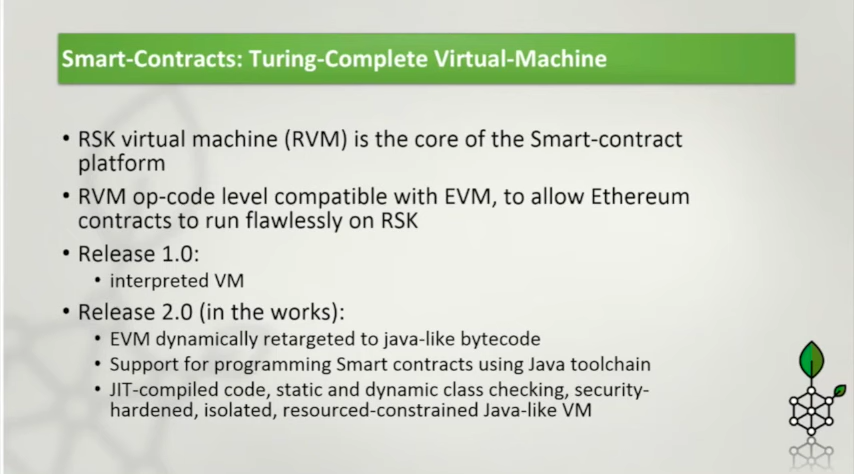 Smart-Contracts: Turing-Complete Virtual-Machine
• RSK virtual machine (RVM) is the core of the Smart-contract
platform
• RVM op-code level compatible with EVM, to allow Ethereum
contracts to run flawlessly on RSK
• Release 1.0:
• interpreted VM
• Release 2.0 (in the works):
• EVM dynamically retargeted to java-like bytecode
• Support for programming Smart contracts using Java toolchain
• JIT-compiled code, static and dynamic class checking, security-
hardened, isolated, resourced-constrained Java-like VM